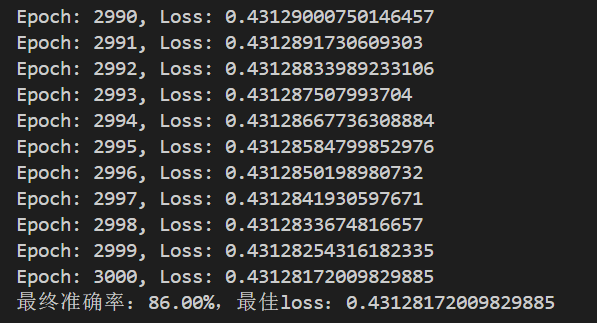 Epoch: 2990, Loss: 0.43129000750146457
Epoch: 2991, Loss: 0.4312891730609303
Epoch: 2992, Loss: 0.43128833989233106
Epoch: 2993, Loss: 0.431287507993704
Epoch: 2994, Loss: 0.43128667736308884
Epoch: 2995, Loss: 0.43128584799852976
Epoch: 2996, Loss: 0.4312850198980732
Epoch: 2997, Loss: 0.4312841930597671
Epoch: 2998, Loss: 0.4312833674816657
Epoch: 2999, Loss: 0.43128254316182335
Epoch: 3000, Loss: 0.43128172009829885
最终准确率：86.00%，最佳loss：0.43128172009829885